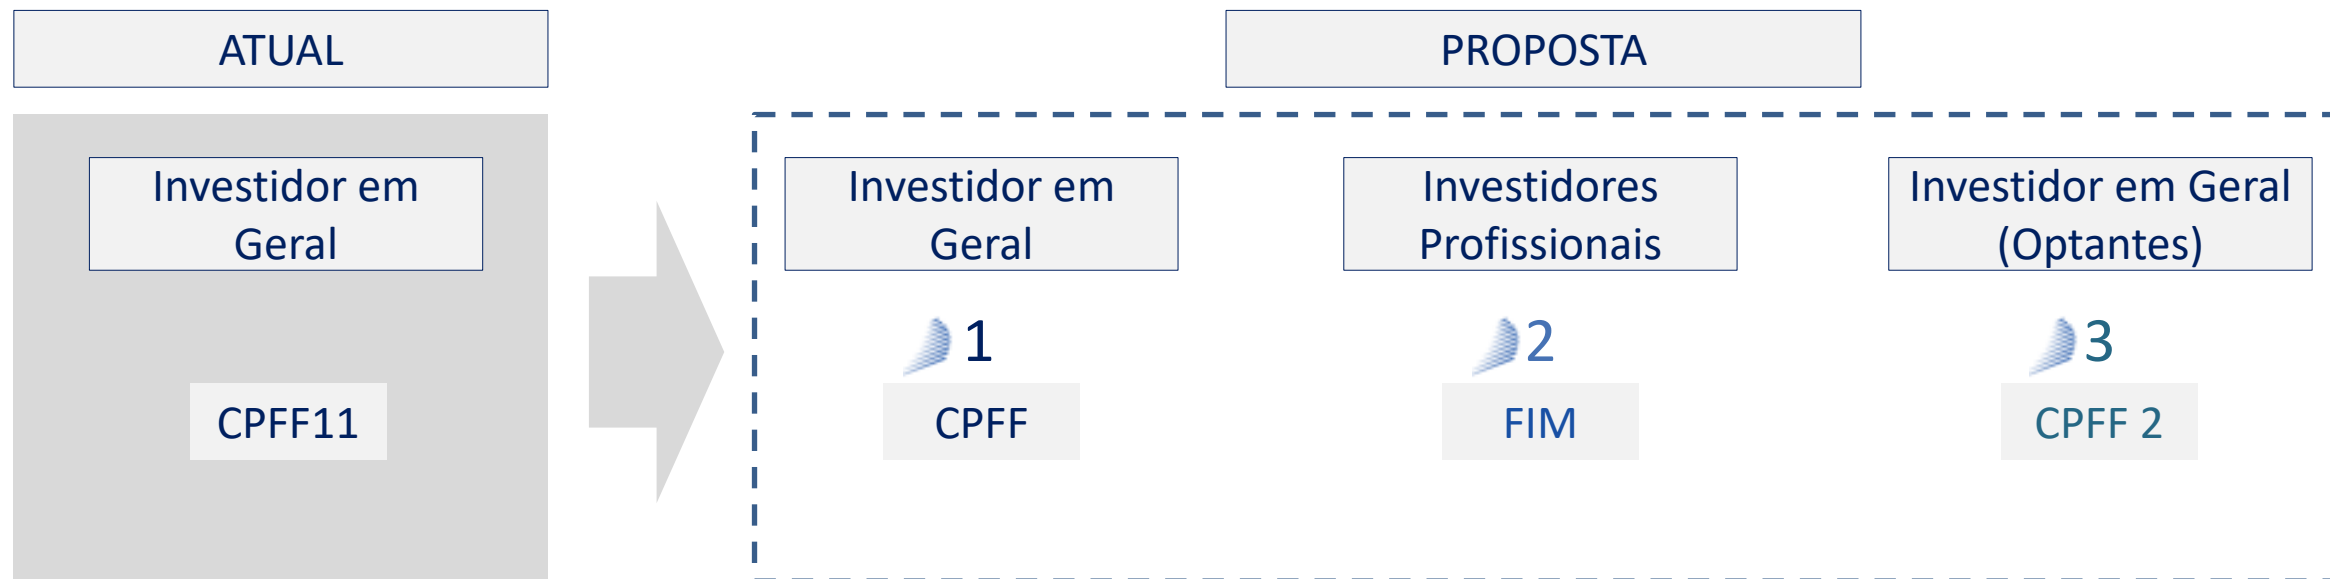 ATUAL
PROPOSTA
Investidor em
Geral
CPFF11
Investidor em
Geral
1
CPFF
Investidores
Profissionais
2
FIM
Investidor em Geral
(Optantes)
3
CPFF 2